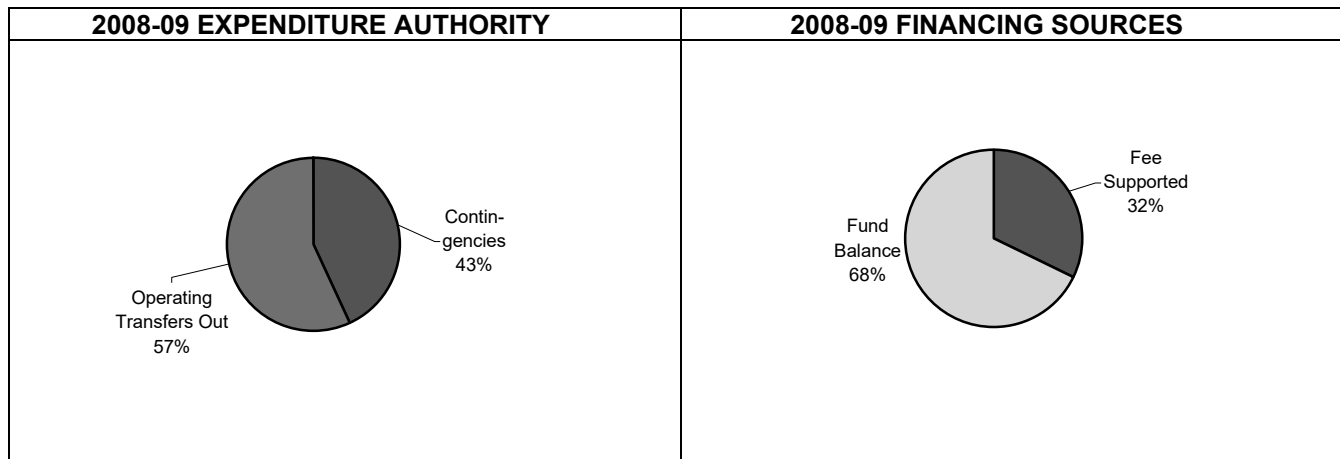 2008-09 EXPENDITURE AUTHORITY
Contin-
gencies
43%
Operating
Transfers Out
57%
2008-09 FINANCING SOURCES
Fee
Supported
32%
Fund
Balance
68%